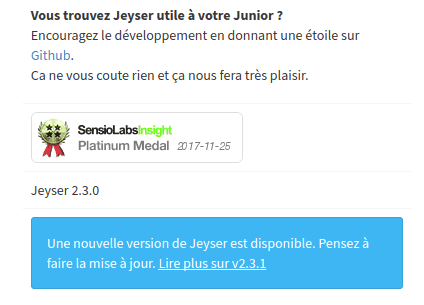 Vous trouvez Jeyser utile à votre Junior ?
Encouragez le développement en donnant une étoile sur
Github.
Ca ne vous coute rien et ça nous fera très plaisir.
SensioLabsInsight
Platinum Medal 2017-11-25
Jeyser 2.3.0
Une nouvelle version de Jeyser est disponible. Pensez à
faire la mise à jour. Lire plus sur v2.3.1